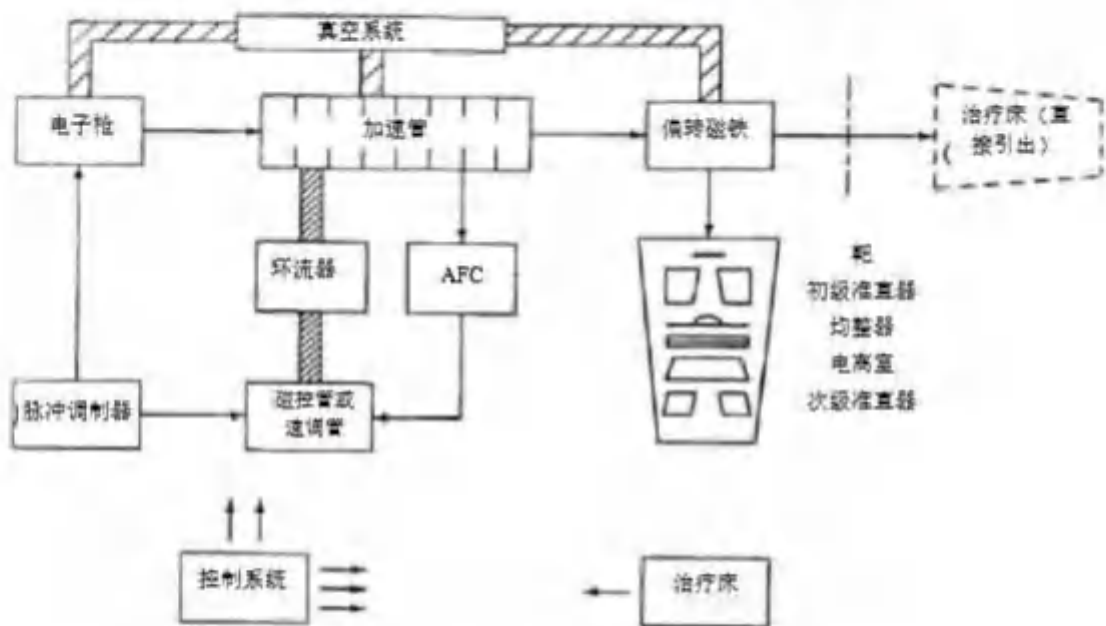 真空系统
电子枪
加速管
偏转磁铁
治疗床（直
接引出）
环流器
AFC
靶
初级准直器
均整器
电离室
次级准直器
脉冲调制器
磁控管或
速调管
控制系统
治疗床